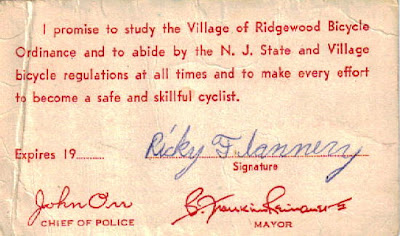 I promise to study the Village of Ridgewood Bicycle
Ordinance and to abide by the N. J. State and Village
bicycle regulations at all times and to make every effort
to become a safe and skillful cyclist.
Expires 19........ Ricky Flannery
Signature
John Orr
CHIEF OF POLICE MAYOR